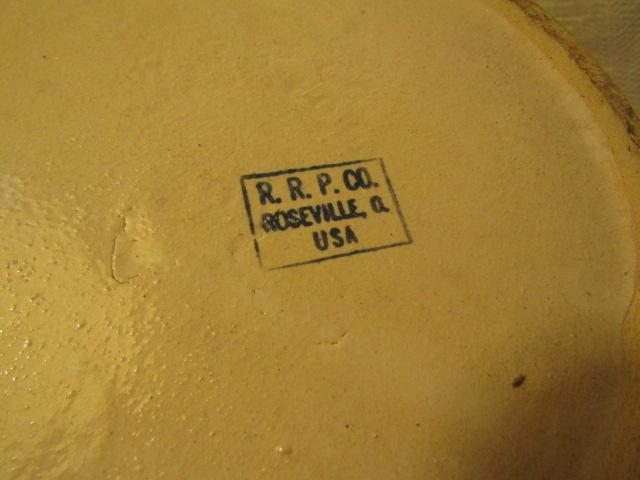 R. R. P. CO.
ROSEVILLE, O.
USA